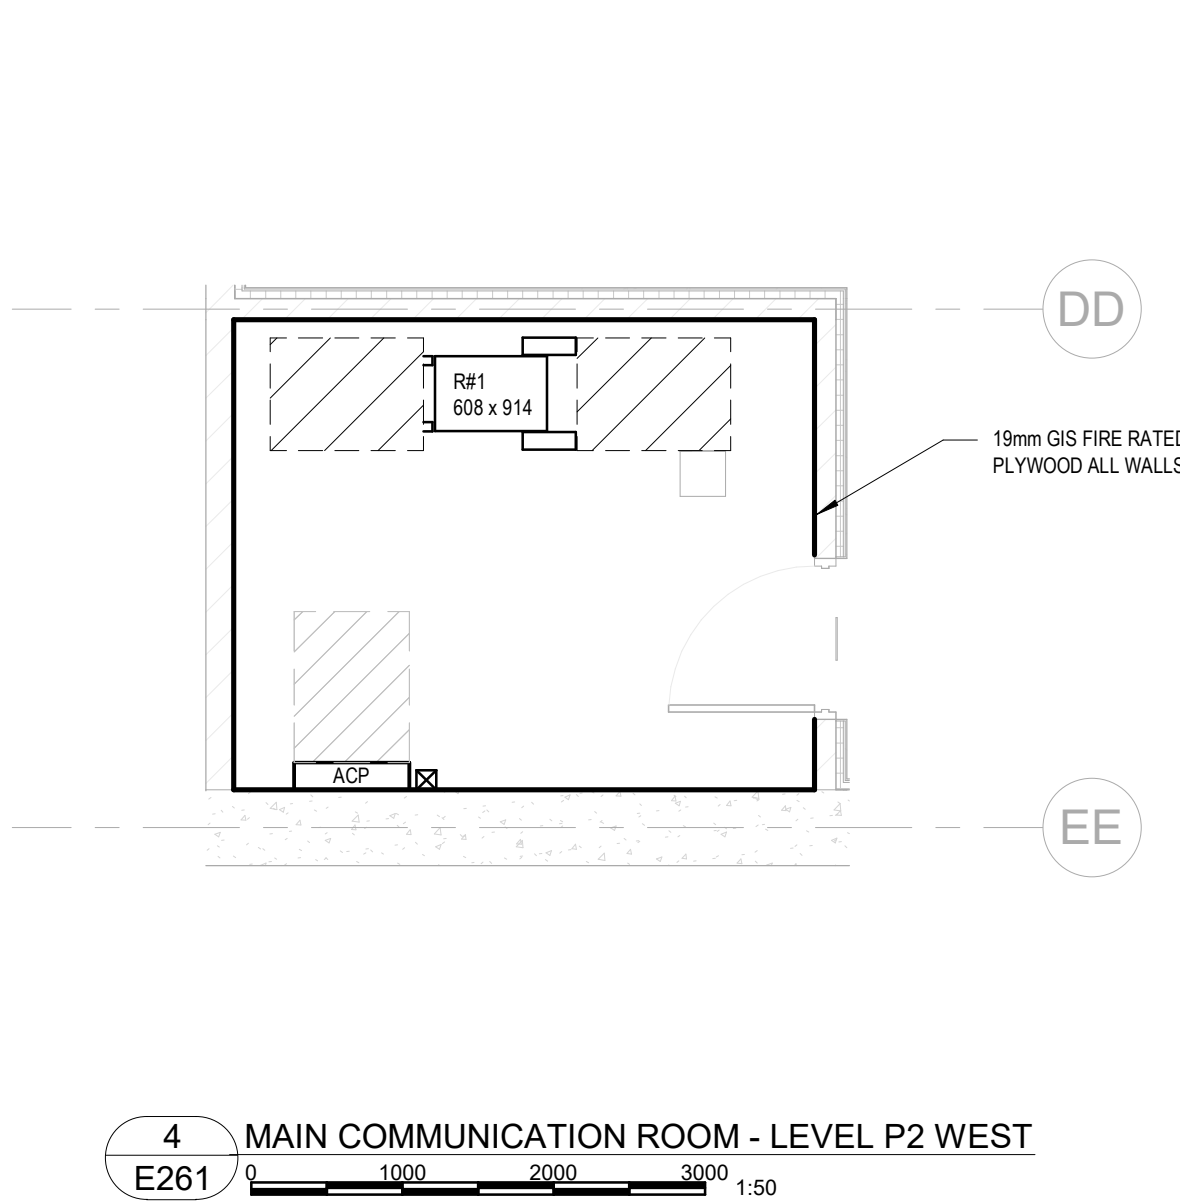 DD
R#1
608 x 914
19mm GIS FIRE RATED
PLYWOOD ALL WALLS
ACP
EE
4
MAIN COMMUNICATION ROOM - LEVEL P2 WEST
E261
0 1000 2000 3000
1:50